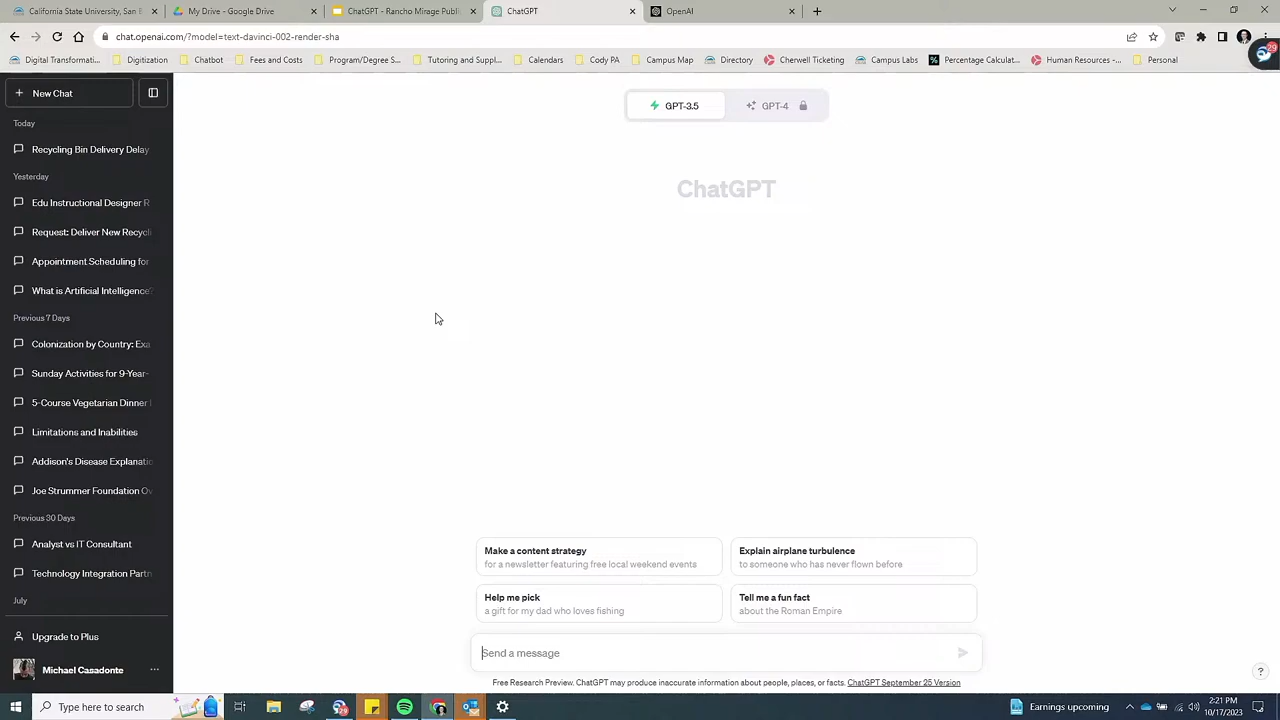 California State University San B
My Drive - Google Drive
ChatGPT - Rancho Mirage Public
ChatGPT
OpenAI
chat.openai.com/?model=text-davinci-002-render-sha
Digital Transformati...
Digitization
Chatbot
Fees and Costs
Program/Degree S...
Tutoring and Suppl...
Calendars
Cody PA
Campus Map
Directory
Cherwell Ticketing
Campus Labs
Percentage Calculat...
Human Resources -...
Personal
29
New Chat
Today
Recycling Bin Delivery Delay
Yesterday
Edu Instructional Designer R
Request: Deliver New Recycli
Appointment Scheduling for
What is Artificial Intelligence?
Previous 7 Days
Colonization by Country: Exa
Sunday Activities for 9-Year-
5-Course Vegetarian Dinner
Limitations and Inabilities
Addison's Disease Explanatio
Joe Strummer Foundation Ov
Previous 30 Days
Analyst vs IT Consultant
Technology Integration Partn
July
Upgrade to Plus
Michael Casadonte
GPT-3.5
GPT-4
ChatGPT
Make a content strategy
for a newsletter featuring free local weekend events
Explain airplane turbulence
to someone who has never flown before
Help me pick
a gift for my dad who loves fishing
Tell me a fun fact
about the Roman Empire
Send a message
Free Research Preview. ChatGPT may produce inaccurate information about people, places, or facts. ChatGPT September 25 Version
?
Type here to search
29
Earnings upcoming
2:21 PM
10/17/2023